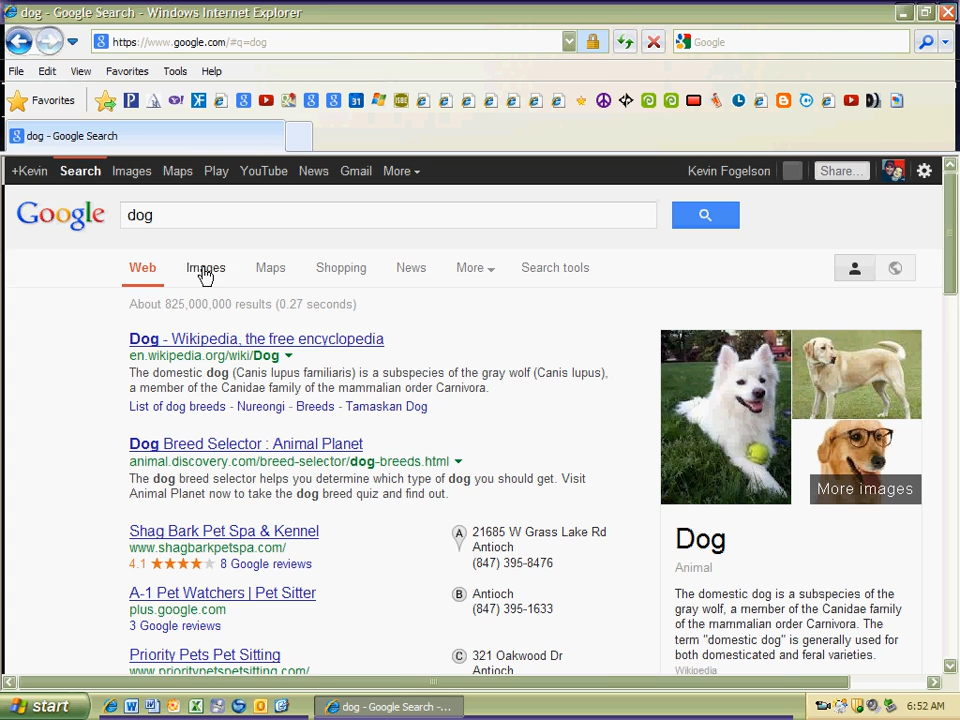 dog - Google Search - Windows Internet Explorer
https://www.google.com/#q=dog
Google
File Edit View Favorites Tools Help
Favorites
dog - Google Search
+Kevin Search Images Maps Play YouTube News Gmail More Kevin Fogelson Share...
Google dog
Web Images Maps Shopping News More Search tools
About 825,000,000 results (0.27 seconds)
Dog - Wikipedia, the free encyclopedia
en.wikipedia.org/wiki/Dog
The domestic dog (Canis lupus familiaris) is a subspecies of the gray wolf (Canis lupus),
a member of the Canidae family of the mammalian order Carnivora.
List of dog breeds - Nureongi - Breeds - Tamaskan Dog
Dog Breed Selector : Animal Planet
animal.discovery.com/breed-selector/dog-breeds.html
The dog breed selector helps you determine which type of dog you should get. Visit
Animal Planet now to take the dog breed quiz and find out.
Shag Bark Pet Spa & Kennel
www.shagbarkpetspa.com/
4.1 8 Google reviews
A 21685 W Grass Lake Rd
Antioch
(847) 395-8476
A-1 Pet Watchers | Pet Sitter
plus.google.com
3 Google reviews
B Antioch
(847) 395-1633
Priority Pets Pet Sitting
www.prioritypetspetsitting.com/
C 321 Oakwood Dr
Antioch
More images
Dog
Animal
The domestic dog is a subspecies of the
gray wolf, a member of the Canidae family
of the mammalian order Carnivora. The
term "domestic dog" is generally used for
both domesticated and feral varieties.
Wikipedia
start dog - Google Search -... 6:52 AM